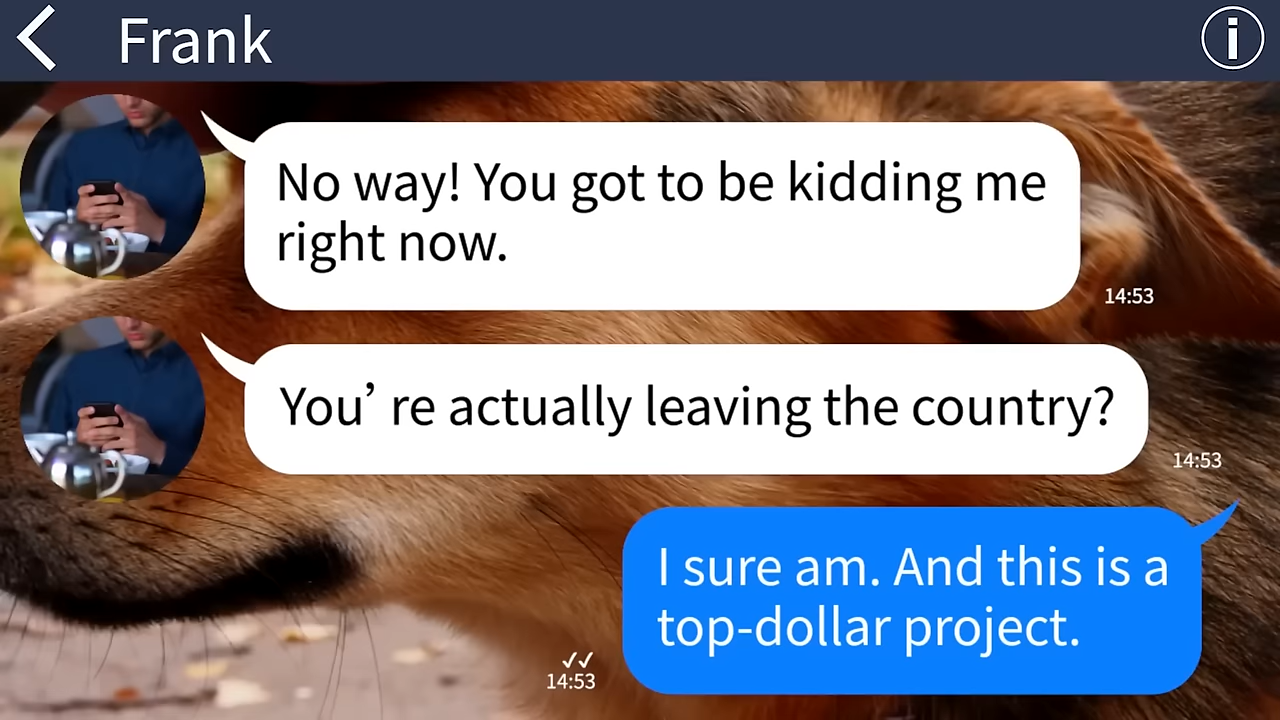 Frank
No way! You got to be kidding me
right now.
14:53
You’ re actually leaving the country?
14:53
I sure am. And this is a
top-dollar project.
14:53